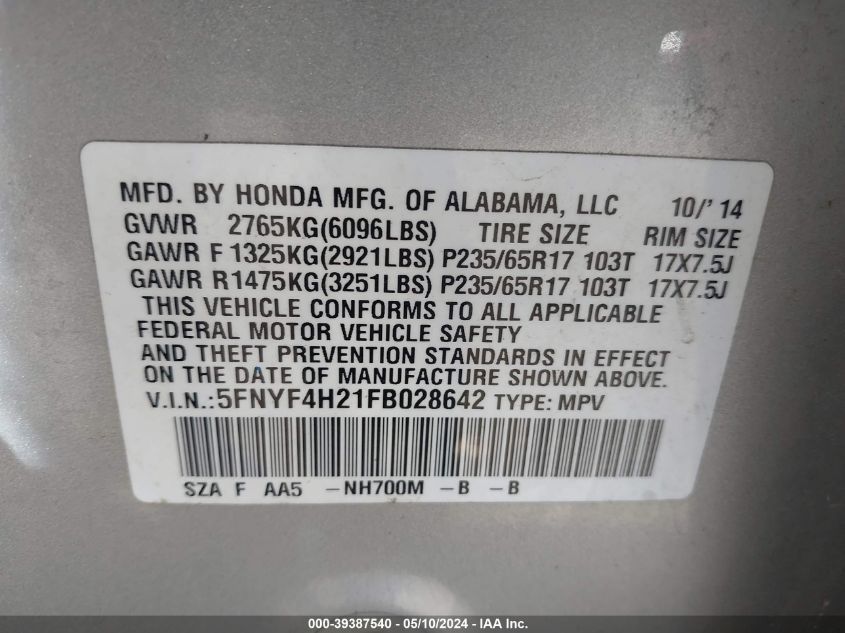 MFD. BY HONDA MFG. OF ALABAMA, LLC 10/'14
GVWR 2765KG(6096LBS) TIRE SIZE RIM SIZE
GAWR F 1325KG(2921LBS) P235/65R17 103T 17X7.5J
GAWR R1475KG(3251LBS) P235/65R17 103T 17X7.5J
THIS VEHICLE CONFORMS TO ALL APPLICABLE
FEDERAL MOTOR VEHICLE SAFETY
AND THEFT PREVENTION STANDARDS IN EFFECT
ON THE DATE OF MANUFACTURE SHOWN ABOVE.
V.I.N.:5FNYF4H21FB028642 TYPE: MPV
SZA F AA5 -NH700M -B -B
000-39387540 - 05/10/2024 - IAA Inc.